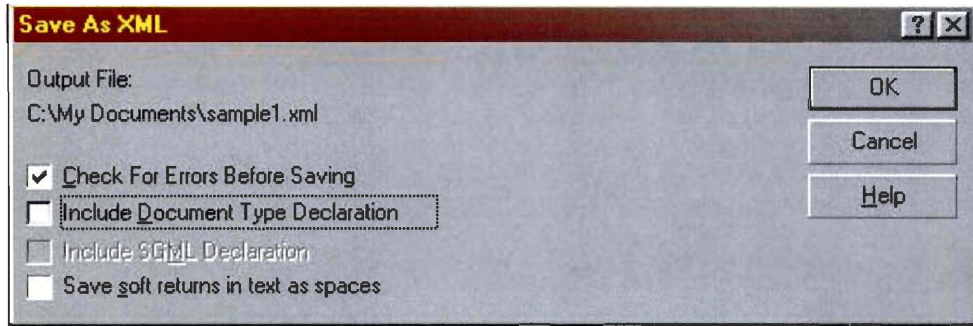 Save As XML
Output File:
C:\My Documents\sample1.xml
Check For Errors Before Saving
Include Document Type Declaration
Include SGML Declaration
Save soft returns in text as spaces
OK
Cancel
Help